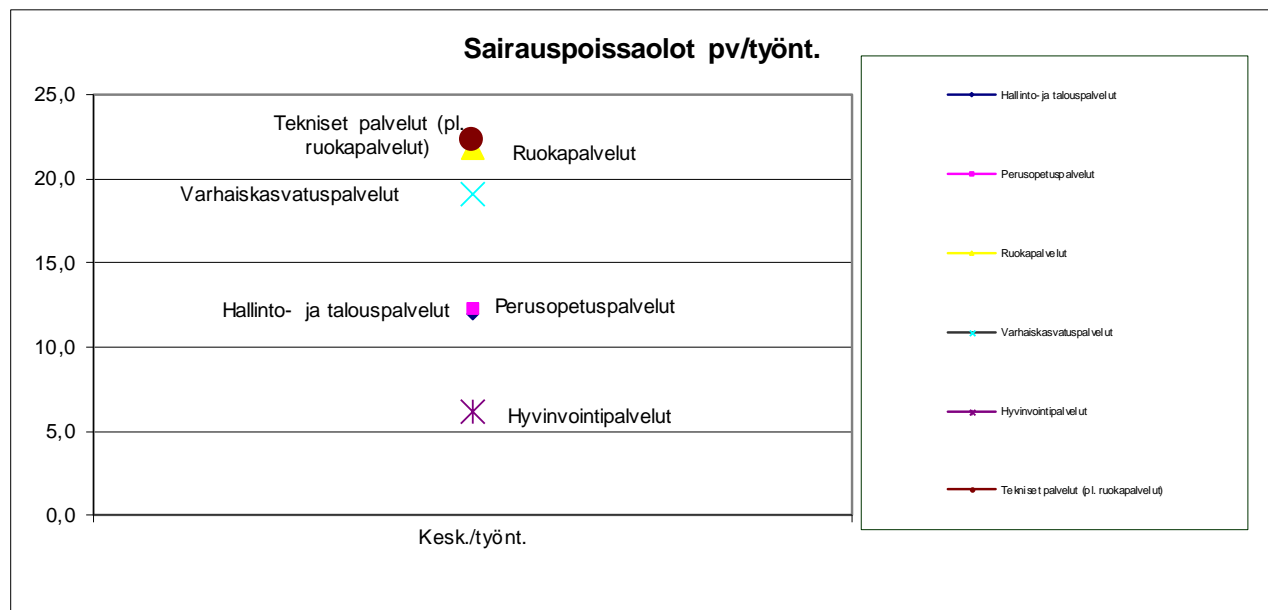 Sairauspoissaolot pv/työnt.
25,0
20,0
15,0
10,0
5,0
0,0
Tekniset palvelut (pl.
ruokapalvelut)
Ruokapalvelut
Varhaiskasvatuspalvelut
Hallinto- ja talouspalvelut
Perusopetuspalvelut
Hyvinvointipalvelut
Kesk./työnt.
Hallinto- ja talouspalvelut
Perusopetuspalvelut
Ruokapalvelut
Varhaiskasvatuspalvelut
Hyvinvointipalvelut
Tekniset palvelut (pl. ruokapalvelut)